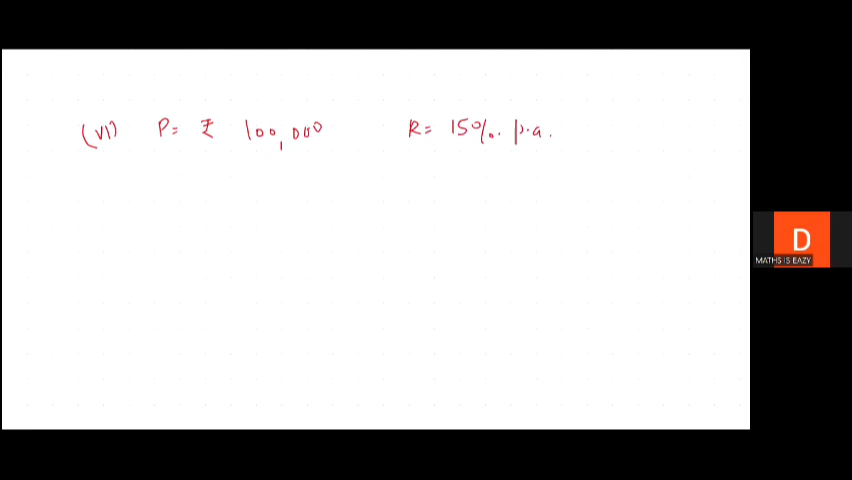 (VI) P= ₹ 100,000 R= 15%. p.a.
D
MATHS IS EAZY